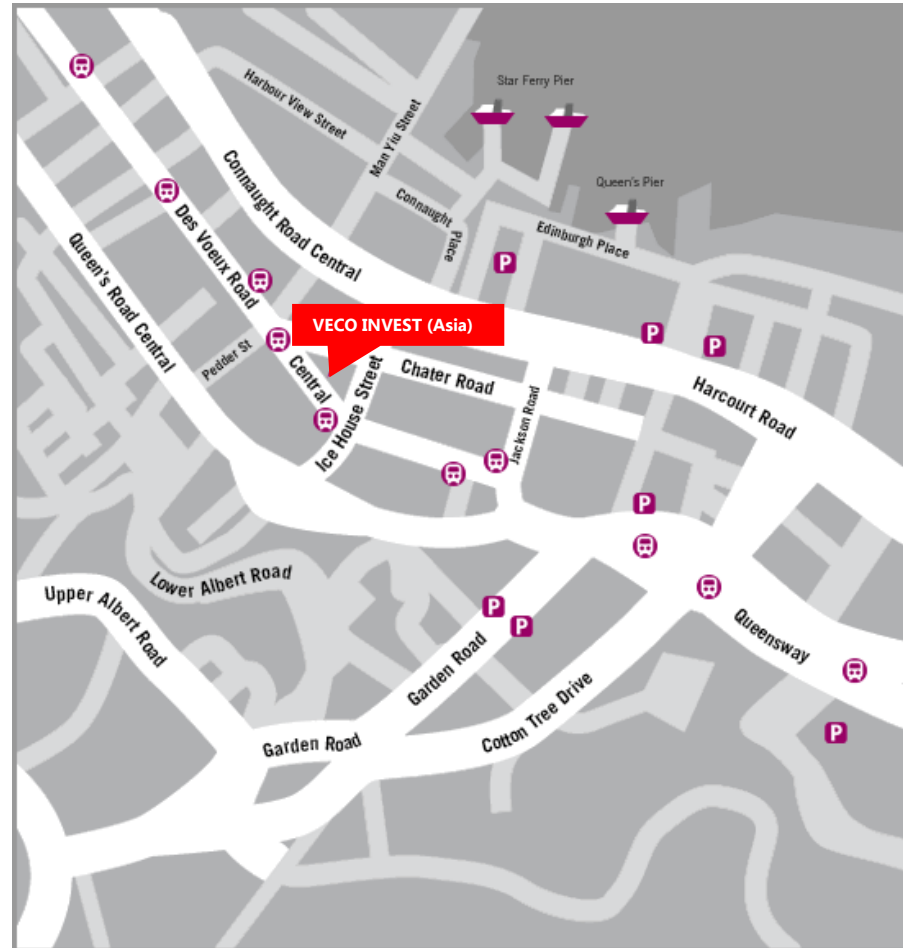 Star Ferry Pier
Harbour View Street
Man Yiu Street
Queen's Pier
Connaught Road Central
Connaught
Place
Edinburgh Place
P
Des Voeux Road
Central
Queen's Road Central
VECO INVEST (Asia)
P
P
Pedder St
Chater Road
Harcourt Road
Ice House Street
Jackson Road
P
Lower Albert Road
Upper Albert Road
P
P
Queensway
Garden Road
Cotton Tree Drive
P
Garden Road